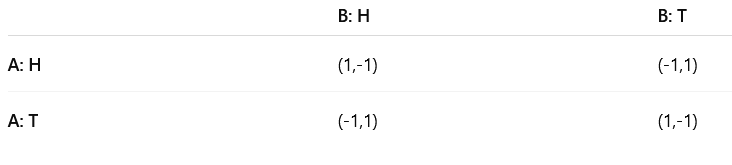 B: H B: T
A: H (1,-1) (-1,1)
A: T (-1,1) (1,-1)